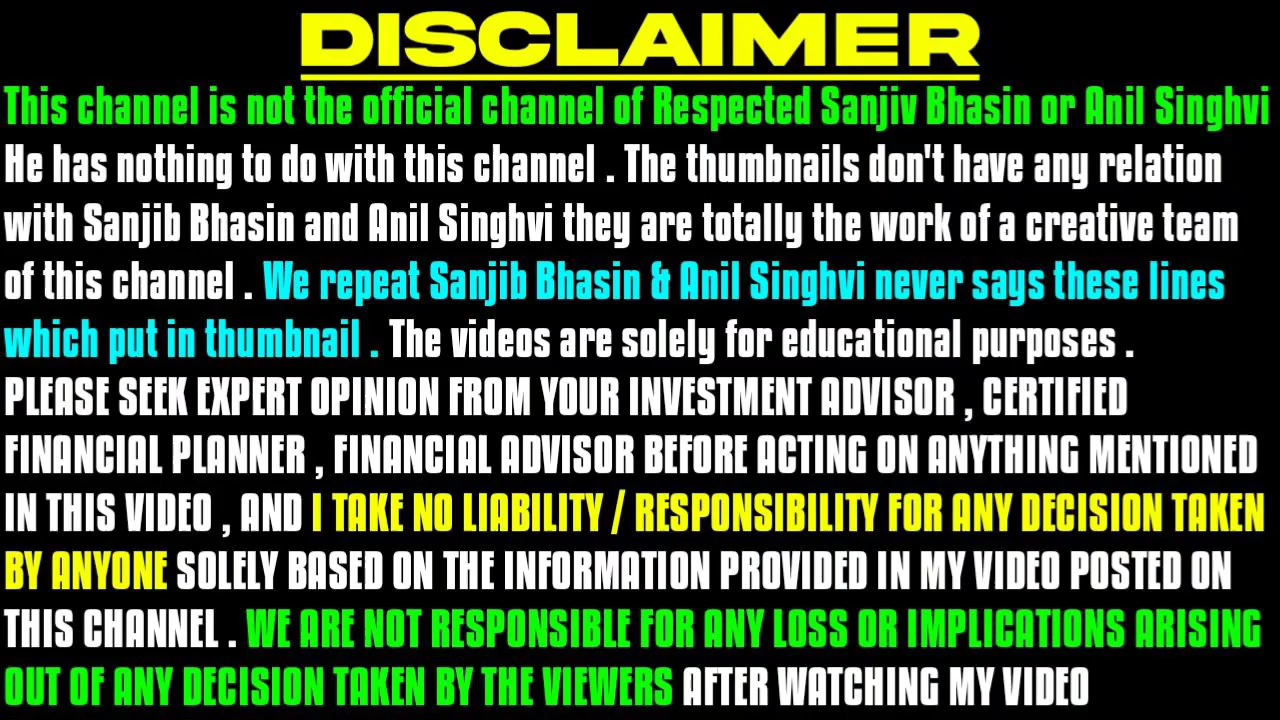 DISCLAIMER
This channel is not the official channel of Respected Sanjiv Bhasin or Anil Singhvi
He has nothing to do with this channel . The thumbnails don't have any relation
with Sanjib Bhasin and Anil Singhvi they are totally the work of a creative team
of this channel . We repeat Sanjib Bhasin & Anil Singhvi never says these lines
which put in thumbnail . The videos are solely for educational purposes .
PLEASE SEEK EXPERT OPINION FROM YOUR INVESTMENT ADVISOR , CERTIFIED
FINANCIAL PLANNER , FINANCIAL ADVISOR BEFORE ACTING ON ANYTHING MENTIONED
IN THIS VIDEO , AND I TAKE NO LIABILITY / RESPONSIBILITY FOR ANY DECISION TAKEN
BY ANYONE SOLELY BASED ON THE INFORMATION PROVIDED IN MY VIDEO POSTED ON
THIS CHANNEL . WE ARE NOT RESPONSIBLE FOR ANY LOSS OR IMPLICATIONS ARISING
OUT OF ANY DECISION TAKEN BY THE VIEWERS AFTER WATCHING MY VIDEO